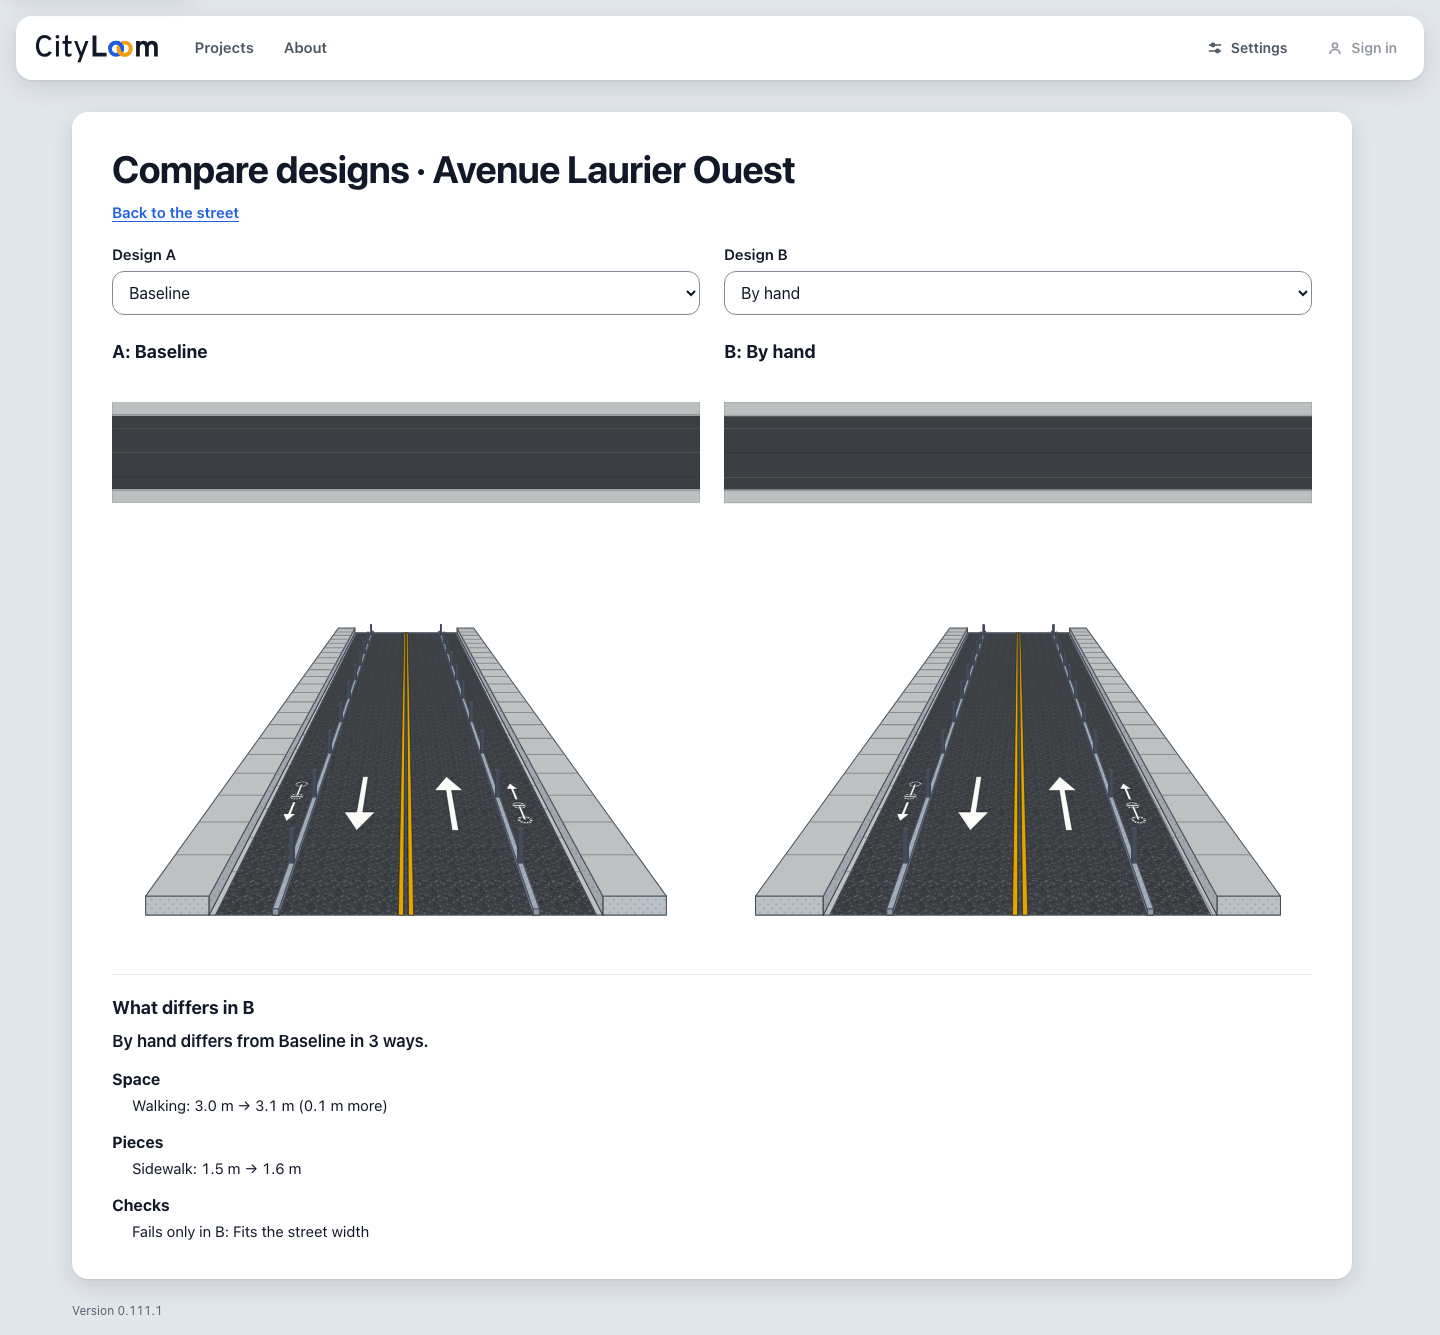 CityLoom
Projects
About
Settings
Sign in
Compare designs · Avenue Laurier Ouest
Back to the street
Design A
Design B
Baseline
By hand
A: Baseline
B: By hand
What differs in B
By hand differs from Baseline in 3 ways.
Space
Walking: 3.0 m → 3.1 m (0.1 m more)
Pieces
Sidewalk: 1.5 m → 1.6 m
Checks
Fails only in B: Fits the street width
Version 0.111.1